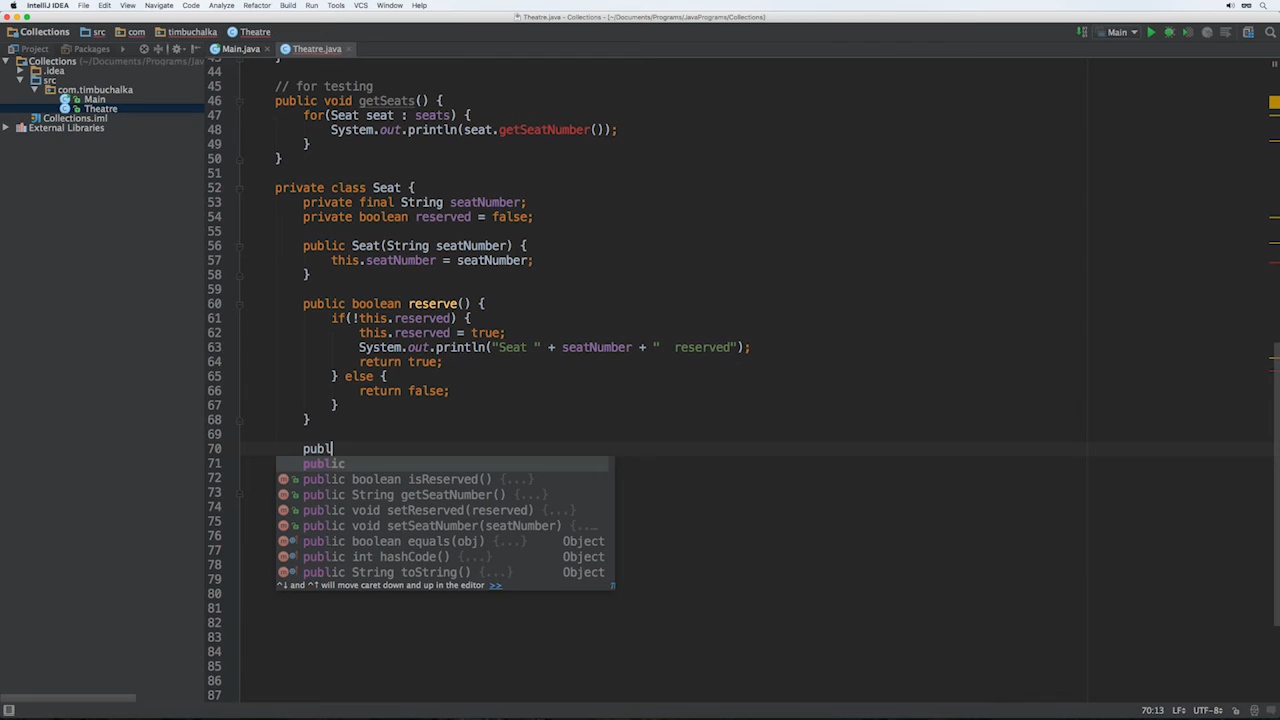 IntelliJ IDEA File Edit View Navigate Code Analyze Refactor Build Run Tools VCS Window Help
Theatre.java - Collections - [~/Documents/Programs/JavaPrograms/Collections]
Collections src com timbuchalka Theatre Main
Project Packages Main.java × Theatre.java ×
Collections (~/Documents/Programs/Jav
.idea
src
com.timbuchalka
Main
Theatre
Collections.iml
External Libraries
43 }
44
45 // for testing
46 public void getSeats() {
47 for(Seat seat : seats) {
48 System.out.println(seat.getSeatNumber());
49 }
50 }
51
52 private class Seat {
53 private final String seatNumber;
54 private boolean reserved = false;
55
56 public Seat(String seatNumber) {
57 this.seatNumber = seatNumber;
58 }
59
60 public boolean reserve() {
61 if(!this.reserved) {
62 this.reserved = true;
63 System.out.println("Seat " + seatNumber + "  reserved");
64 return true;
65 } else {
66 return false;
67 }
68 }
69
70 publ
71 public
72 public boolean isReserved() {...}
73 public String getSeatNumber() {...}
74 public void setReserved(reserved) {...}
75 public void setSeatNumber(seatNumber) {...
76 public boolean equals(obj) {...} Object
77 public int hashCode() {...} Object
78 public String toString() {...} Object
79 ^↓ and ^↑ will move caret down and up in the editor >> π
80
81
82
83
84
85
86
87
70:13 LF÷ UTF-8÷